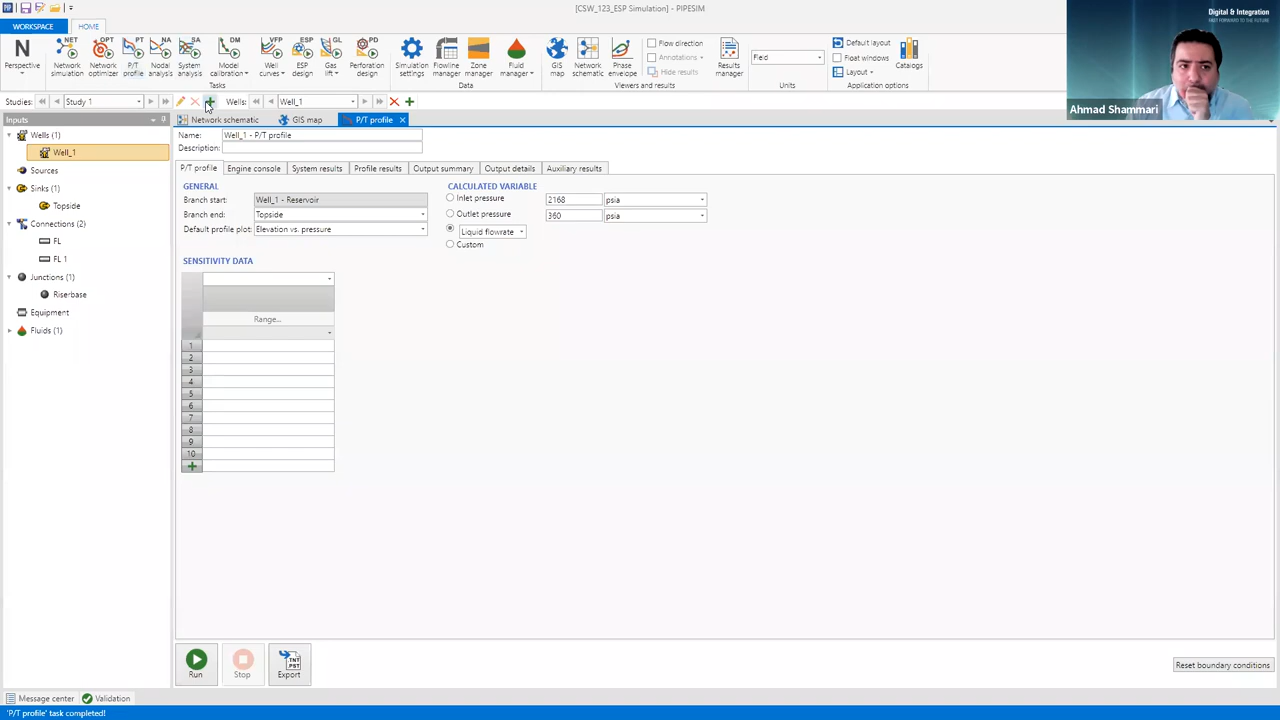 [CSW_123_ESP Simulation] - PIPESIM
WORKSPACE
HOME
Perspective
Network simulation
Network optimizer
P/T profile
Nodal analysis
System analysis
Model calibration
Well curves
ESP design
Gas lift
Perforation design
Tasks
Simulation settings
Flowline manager
Zone manager
Fluid manager
Data
GIS map
Network schematic
Phase envelope
Flow direction
Annotations
Hide results
Viewers and results
Results manager
Field
Units
Default layout
Float windows
Layout
Catalogs
Application options
Digital & Integration
FAST FORWARD TO THE FUTURE
Ahmad Shammari
Studies: Study 1
Wells: Well_1
Inputs
Wells (1)
Well_1
Sources
Sinks (1)
Topside
Connections (2)
FL
FL 1
Junctions (1)
Riserbase
Equipment
Fluids (1)
Network schematic
GIS map
P/T profile
Name: Well_1 - P/T profile
Description:
P/T profile
Engine console
System results
Profile results
Output summary
Output details
Auxiliary results
GENERAL
Branch start: Well_1 - Reservoir
Branch end: Topside
Default profile plot: Elevation vs. pressure
CALCULATED VARIABLE
Inlet pressure 2168 psia
Outlet pressure 360 psia
Liquid flowrate
Custom
SENSITIVITY DATA
Range...
1
2
3
4
5
6
7
8
9
10
Run
Stop
Export
Reset boundary conditions
Message center
Validation
'P/T profile' task completed!